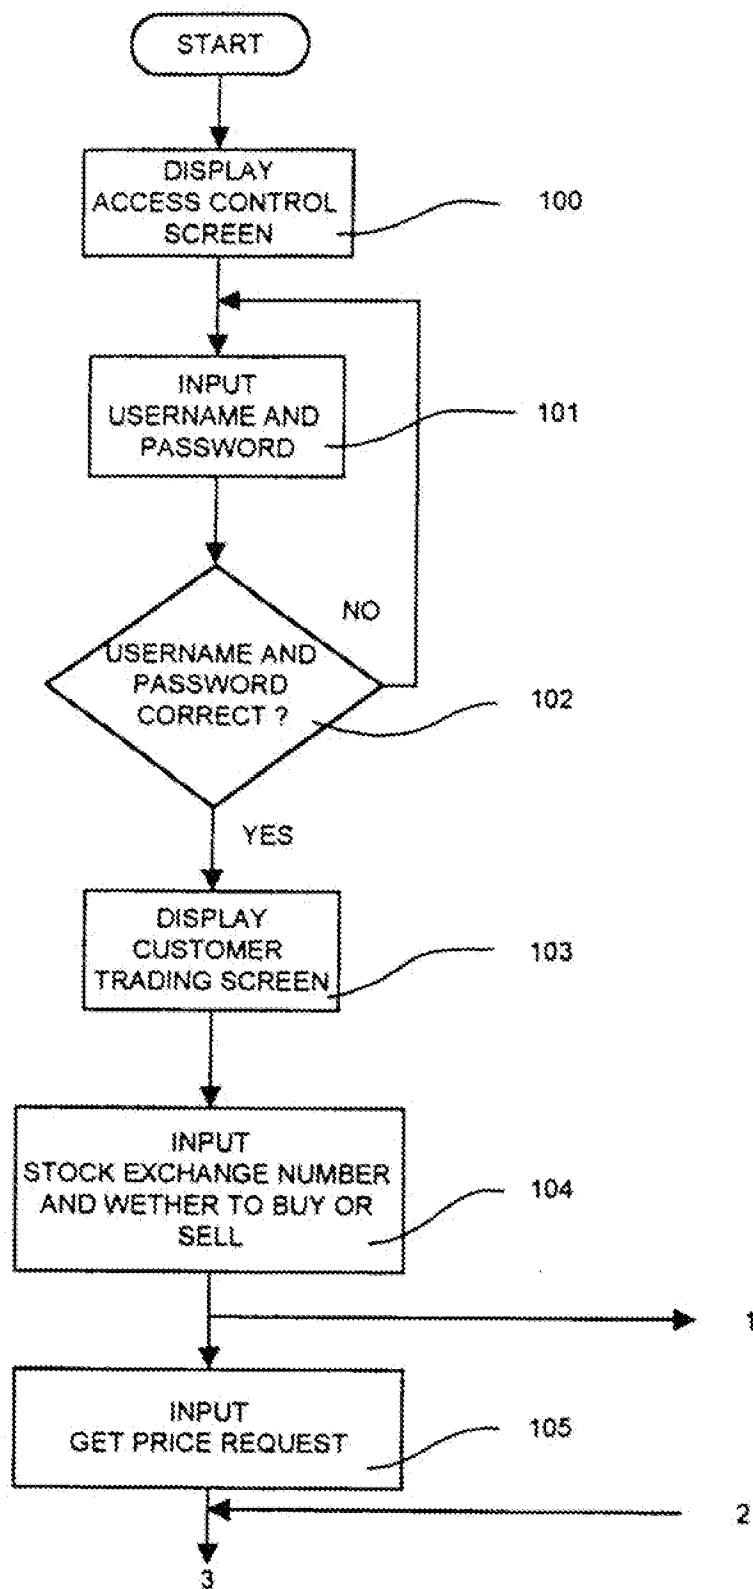 START
DISPLAY
ACCESS CONTROL
SCREEN
100
INPUT
USERNAME AND
PASSWORD
101
NO
USERNAME AND
PASSWORD
CORRECT ?
102
YES
DISPLAY
CUSTOMER
TRADING SCREEN
103
INPUT
STOCK EXCHANGE NUMBER
AND WETHER TO BUY OR
SELL
104
1
INPUT
GET PRICE REQUEST
105
2
3